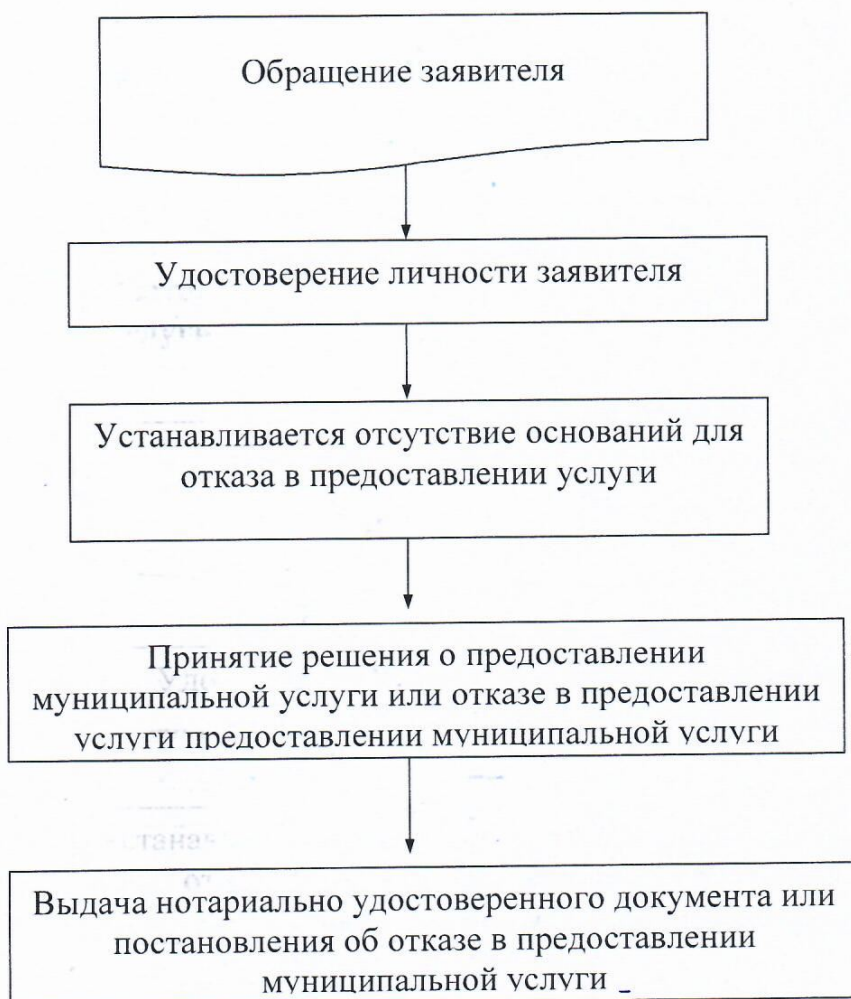 Обращение заявителя
Удостоверение личности заявителя
Устанавливается отсутствие оснований для
отказа в предоставлении услуги
Принятие решения о предоставлении
муниципальной услуги или отказе в предоставлении
услуги предоставлении муниципальной услуги
Выдача нотариально удостоверенного документа или
постановления об отказе в предоставлении
муниципальной услуги